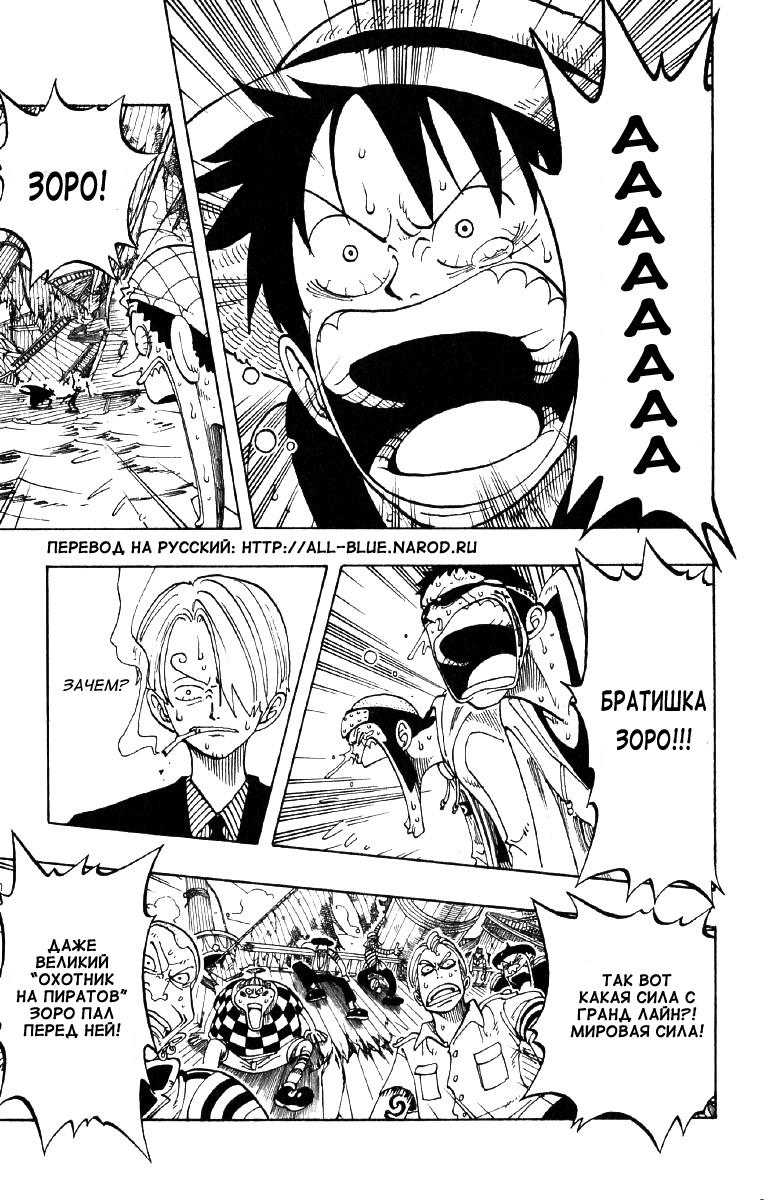 А
А
А
А
А
А
А
А
ЗОРО!
ПЕРЕВОД НА РУССКИЙ: HTTP://ALL-BLUE.NAROD.RU
БРАТИШКА
ЗОРО!!!
ЗАЧЕМ?
ТАК ВОТ
КАКАЯ СИЛА С
ГРАНД ЛАЙН?!
МИРОВАЯ СИЛА!
ДАЖЕ
ВЕЛИКИЙ
"ОХОТНИК
НА ПИРАТОВ"
ЗОРО ПАЛ
ПЕРЕД НЕЙ!